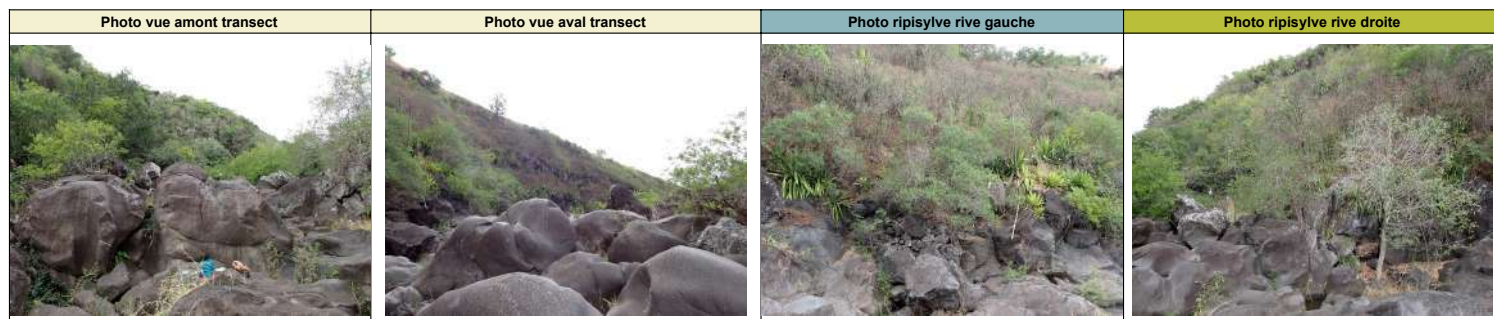 Photo vue amont transect
Photo vue aval transect
Photo ripisylve rive gauche
Photo ripisylve rive droite